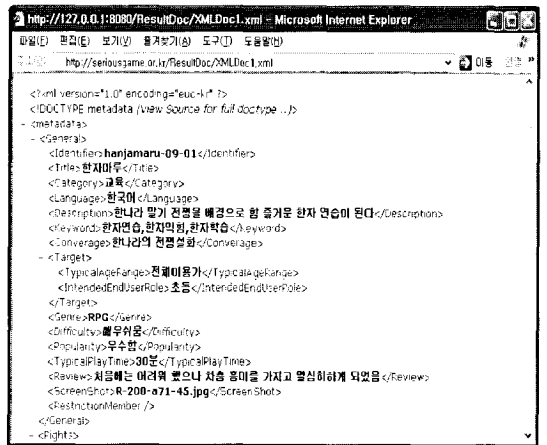 http://127.0.0.1:8080/ResultDoc/XMLDoc1.xml - Microsoft Internet Explorer
파일(F) 편집(E) 보기(V) 즐겨찾기(A) 도구(T) 도움말(H)
http://seriousgame.or.kr/ResultDoc/XMLDoc1.xml 이동 »
<?xml version="1.0" encoding="euc-kr" ?>
<!DOCTYPE metadata (View Source for full doctype...)>
- <metadata>
- <General>
<Identifier>hanjamaru-09-01</Identifier>
<Title>한자마루</Title>
<Category>교육</Category>
<Language>한국어</Language>
<Description>한나라 말기 전쟁을 배경으로 함 즐거운 한자 연습이 된다</Description>
<Keyword>한자연습,한자익힘,한자학습</Keyword>
<Converage>한나라의 전쟁설화</Converage>
- <Target>
<TypicalAgeRange>전체이용가</TypicalAgeRange>
<IntendedEndUserRole>초등</IntendedEndUserRole>
</Target>
<Genre>RPG</Genre>
<Difficulty>매우쉬움</Difficulty>
<Popularity>우수함</Popularity>
<TypicalPlayTime>30분</TypicalPlayTime>
<Review>처음에는 어려워 했으나 차츰 흥미를 가지고 열심히하게 되었음</Review>
<ScreenShot>R-200-a71-45.jpg</ScreenShot>
<RestrictionMember />
</General>
- <Rights>